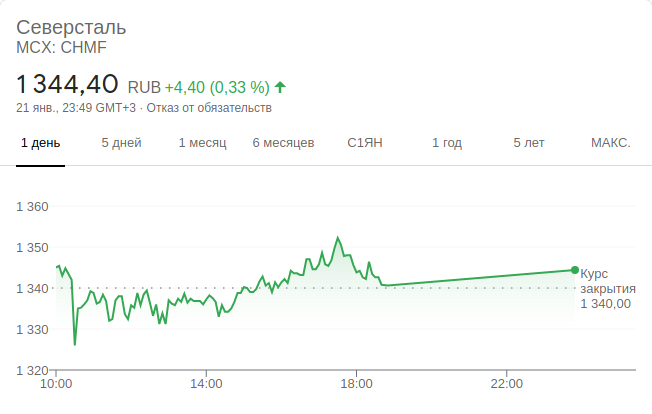 Северсталь
MCX: CHMF
1 344,40 RUB +4,40 (0,33 %)
21 янв., 23:49 GMT+3 · Отказ от обязательств
1 день 5 дней 1 месяц 6 месяцев С1ЯН 1 год 5 лет МАКС.
1 360
1 350
1 340
1 330
1 320
Курс
закрытия
1 340,00
10:00 14:00 18:00 22:00